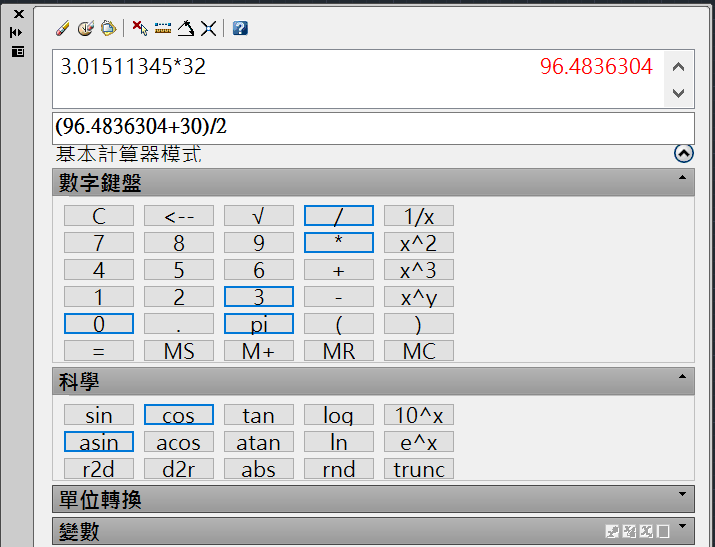 3.01511345*32 96.4836304
(96.4836304+30)/2
基本計算器模式
數字鍵盤
C <-- √ / 1/x
7 8 9 * x^2
4 5 6 + x^3
1 2 3 - x^y
0 . pi ( )
= MS M+ MR MC
科學
sin cos tan log 10^x
asin acos atan ln e^x
r2d d2r abs rnd trunc
單位轉換
變數